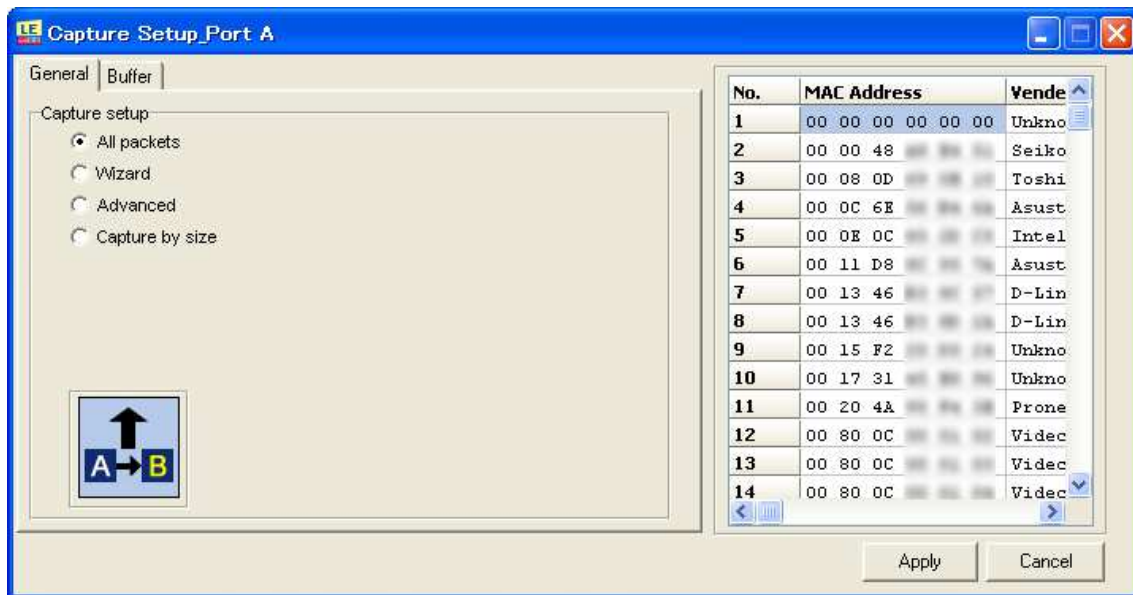 LE
Capture Setup_Port A
General
Buffer
Capture setup
All packets
Wizard
Advanced
Capture by size
A B
No. MAC Address Vende
1 00 00 00 00 00 00 Unkno
2 00 00 48 Seiko
3 00 08 0D Toshi
4 00 0C 6E Asust
5 00 0E 0C Intel
6 00 11 D8 Asust
7 00 13 46 D-Lin
8 00 13 46 D-Lin
9 00 15 F2 Unkno
10 00 17 31 Unkno
11 00 20 4A Prone
12 00 80 0C Videc
13 00 80 0C Videc
14 00 80 0C Videc
Apply
Cancel